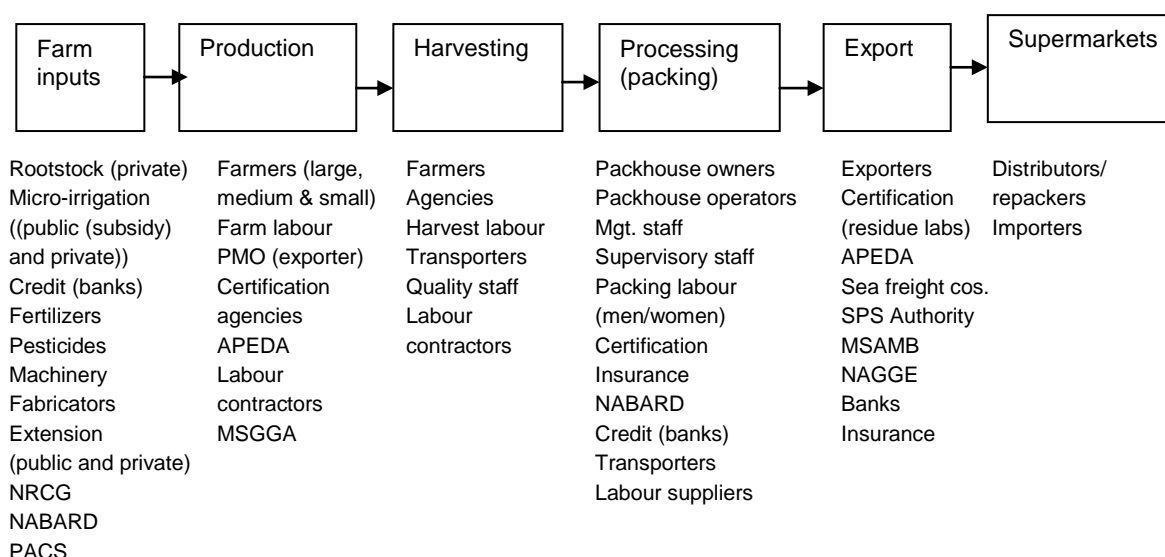 Farm
inputs
Production
Harvesting
Processing
(packing)
Export
Supermarkets
Rootstock (private)
Micro-irrigation
((public (subsidy)
and private))
Credit (banks)
Fertilizers
Pesticides
Machinery
Fabricators
Extension
(public and private)
NRCG
NABARD
PACS
Farmers (large,
medium & small)
Farm labour
PMO (exporter)
Certification
agencies
APEDA
Labour
contractors
MSGGA
Farmers
Agencies
Harvest labour
Transporters
Quality staff
Labour
contractors
Packhouse owners
Packhouse operators
Mgt. staff
Supervisory staff
Packing labour
(men/women)
Certification
Insurance
NABARD
Credit (banks)
Transporters
Labour suppliers
Exporters
Certification
(residue labs)
APEDA
Sea freight cos.
SPS Authority
MSAMB
NAGGE
Banks
Insurance
Distributors/
repackers
Importers